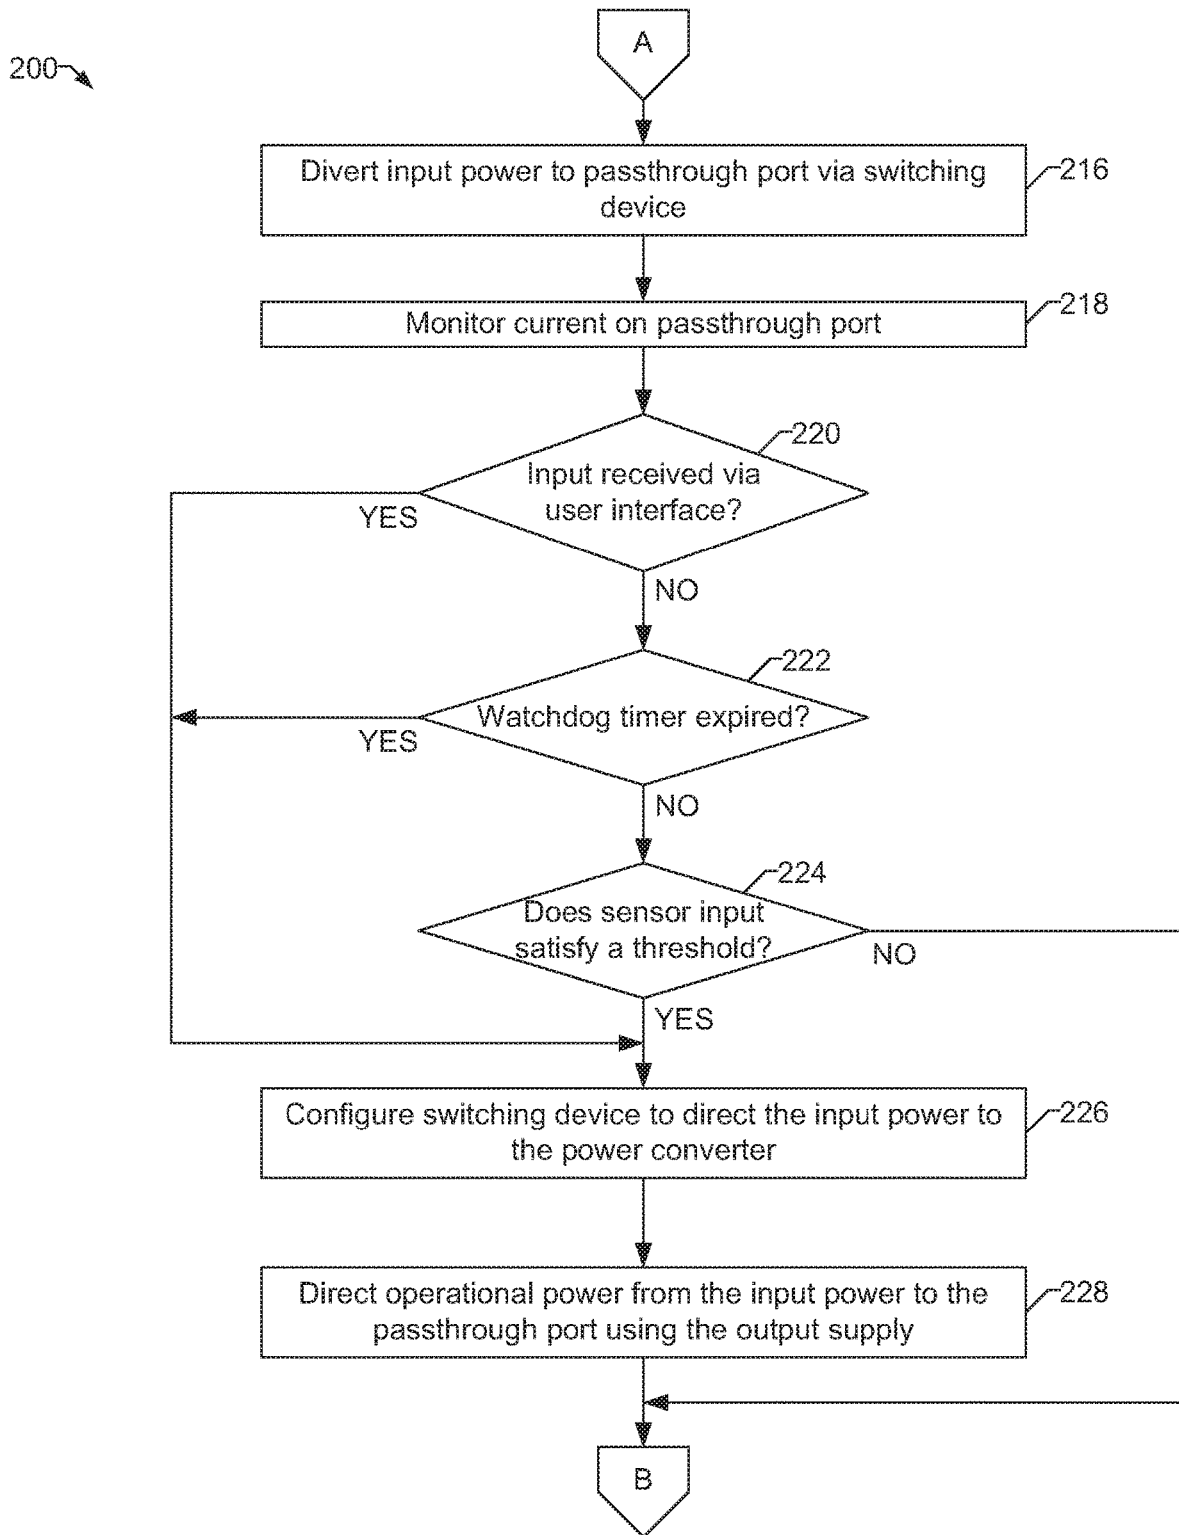 A
200
Divert input power to passthrough port via switching
device
216
Monitor current on passthrough port
218
220
Input received via
user interface?
YES
NO
222
Watchdog timer expired?
YES
NO
224
Does sensor input
satisfy a threshold?
NO
YES
Configure switching device to direct the input power to
the power converter
226
Direct operational power from the input power to the
passthrough port using the output supply
228
B